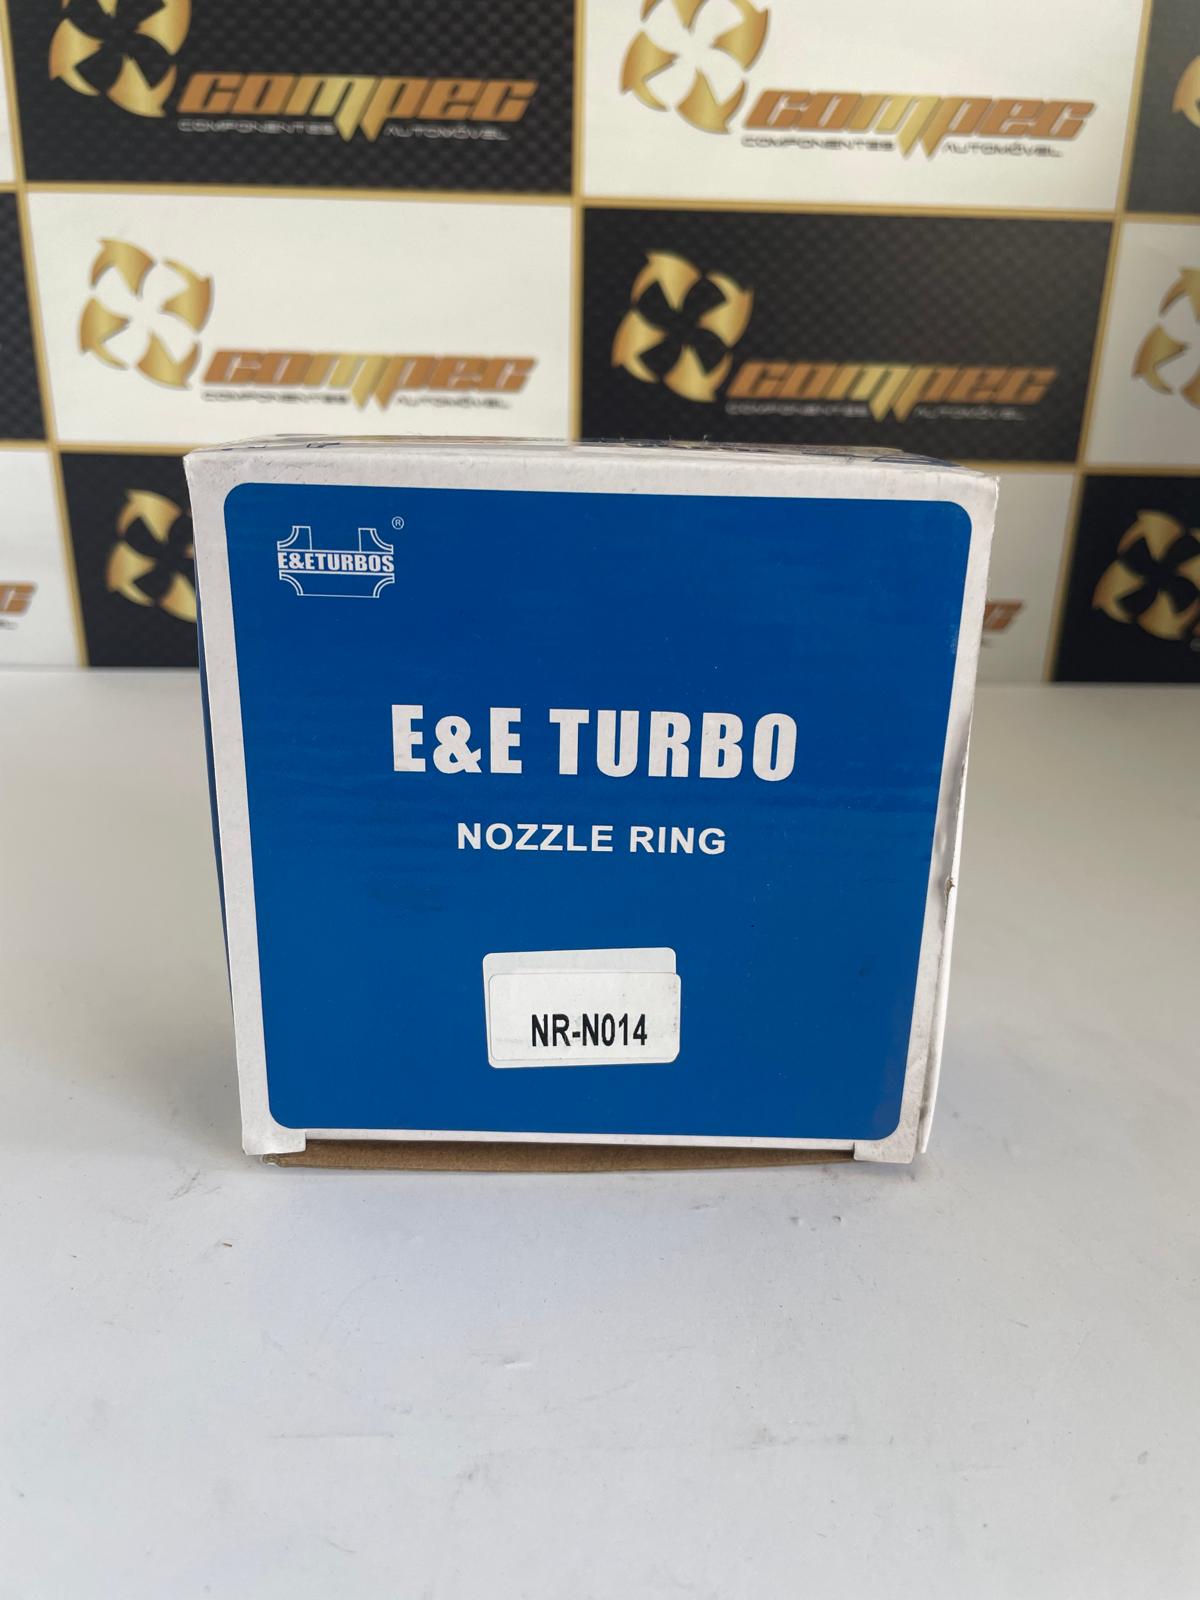 compec
COMPONENTES AUTOMÓVEL
compec
COMPONENTES AUTOMÓVEL
compec
COMPONENTES AUTOMÓVEL
compec
COMPONENTES AUTOMÓVEL
®
E&ETURBOS
E&E TURBO
NOZZLE RING
NR-N014